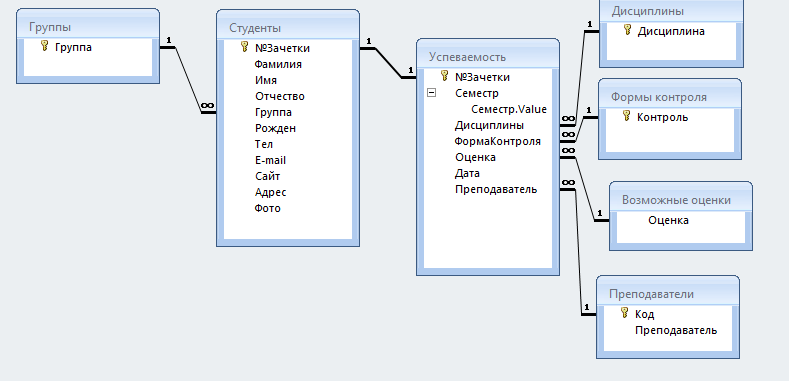 Группы
Группа
1
∞
Студенты
№Зачетки
Фамилия
Имя
Отчество
Группа
Рожден
Тел
E-mail
Сайт
Адрес
Фото
1
1
Успеваемость
№Зачетки
Семестр
Семестр.Value
Дисциплины
ФормаКонтроля
Оценка
Дата
Преподаватель
∞
∞
∞
∞
1
Дисциплины
Дисциплина
1
Формы контроля
Контроль
1
Возможные оценки
Оценка
1
Преподаватели
Код
Преподаватель